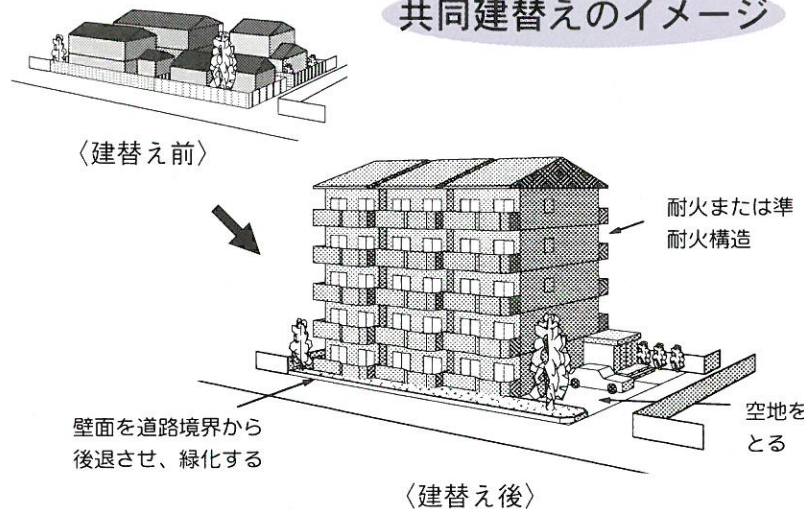 共同建替えのイメージ
〈建替え前〉
耐火または準
耐火構造
壁面を道路境界から
後退させ、緑化する
空地を
とる
〈建替え後〉